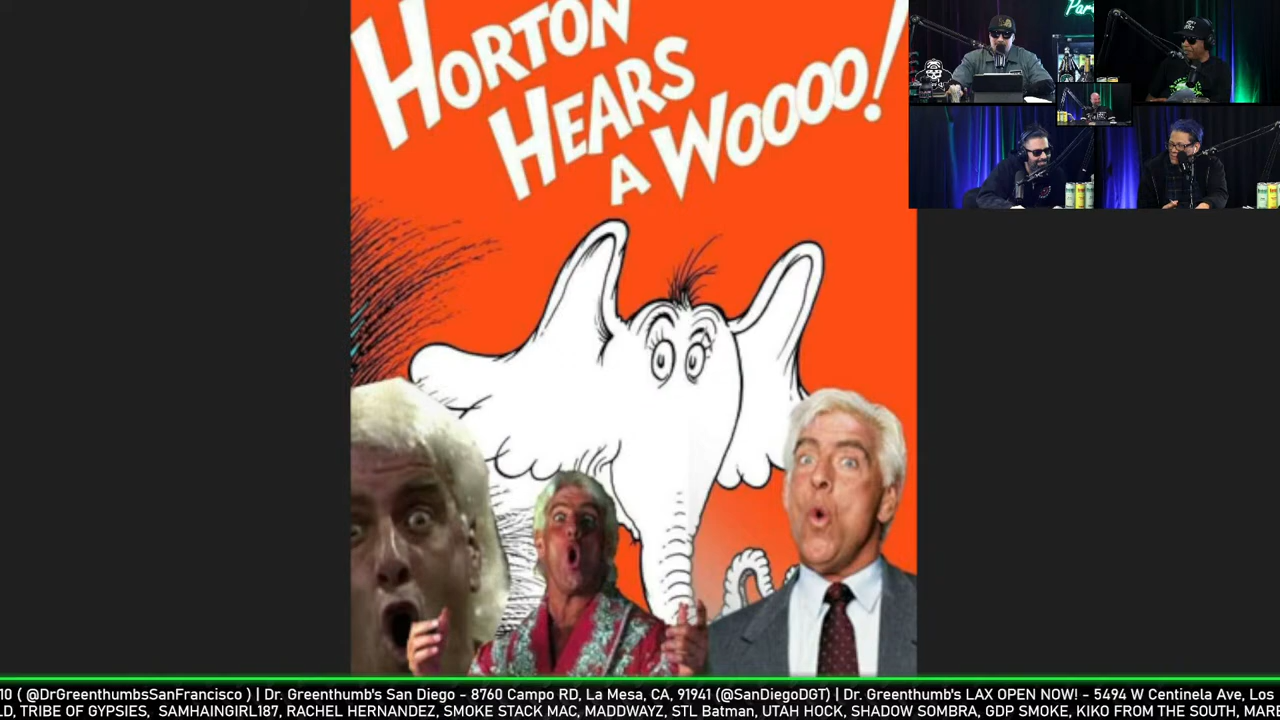 HORTON
HEARS
A WOOOO!
Par
10 ( @DrGreenthumbsSanFrancisco ) | Dr. Greenthumb's San Diego - 8760 Campo RD, La Mesa, CA, 91941 (@SanDiegoDGT) | Dr. Greenthumb's LAX OPEN NOW! - 5494 W Centinela Ave, Los
LD, TRIBE OF GYPSIES, SAMHAINGIRL187, RACHEL HERNANDEZ, SMOKE STACK MAC, MADDWAYZ, STL Batman, UTAH HOCK, SHADOW SOMBRA, GDP SMOKE, KIKO FROM THE SOUTH, MAR